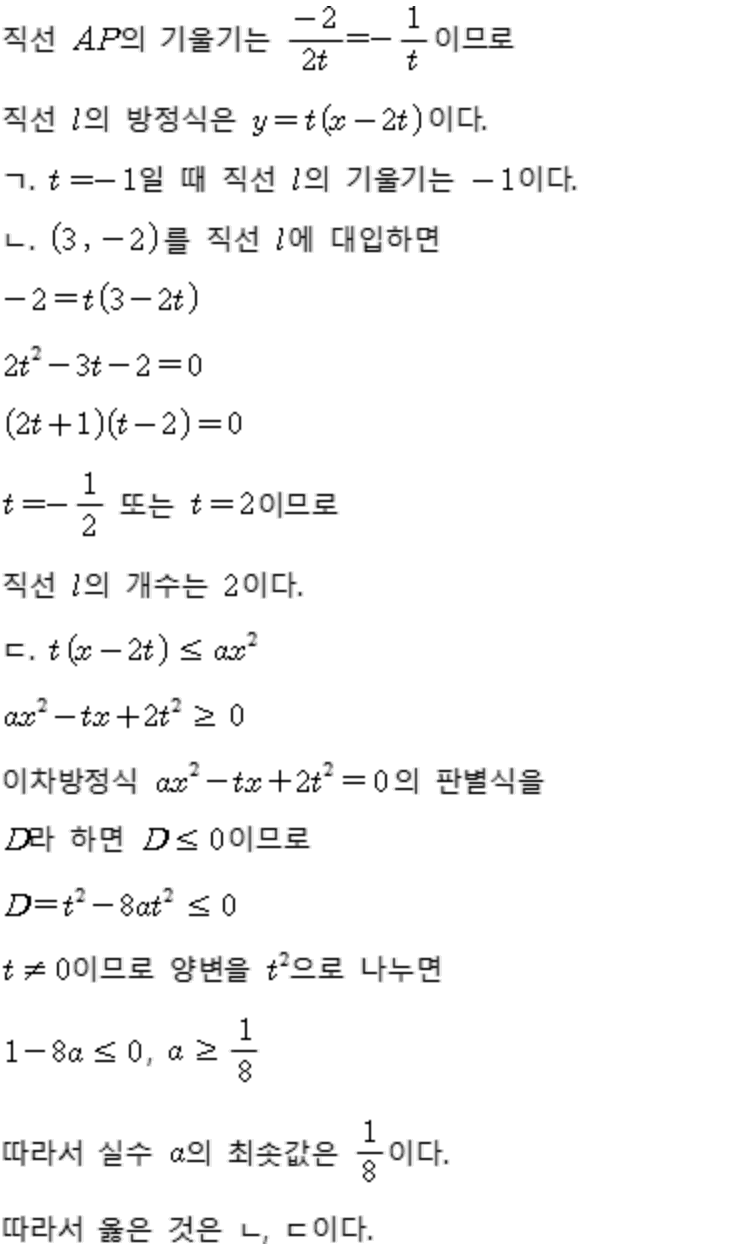 직선 AP의 기울기는 \frac{-2}{2t}=-\frac{1}{t}이므로
직선 l의 방정식은 y=t(x-2t)이다.
ㄱ. t=-1일 때 직선 l의 기울기는 -1이다.
ㄴ. (3, -2)를 직선 l에 대입하면
-2=t(3-2t)
2t²-3t-2=0
(2t+1)(t-2)=0
t=-\frac{1}{2} 또는 t=2이므로
직선 l의 개수는 2이다.
ㄷ. t(x-2t) ≤ ax²
ax²-tx+2t² ≥ 0
이차방정식 ax²-tx+2t²=0의 판별식을
D라 하면 D ≤ 0이므로
D=t²-8at² ≤ 0
t ≠ 0이므로 양변을 t²으로 나누면
1-8a ≤ 0, a ≥ \frac{1}{8}
따라서 실수 a의 최솟값은 \frac{1}{8}이다.
따라서 옳은 것은 ㄴ, ㄷ이다.